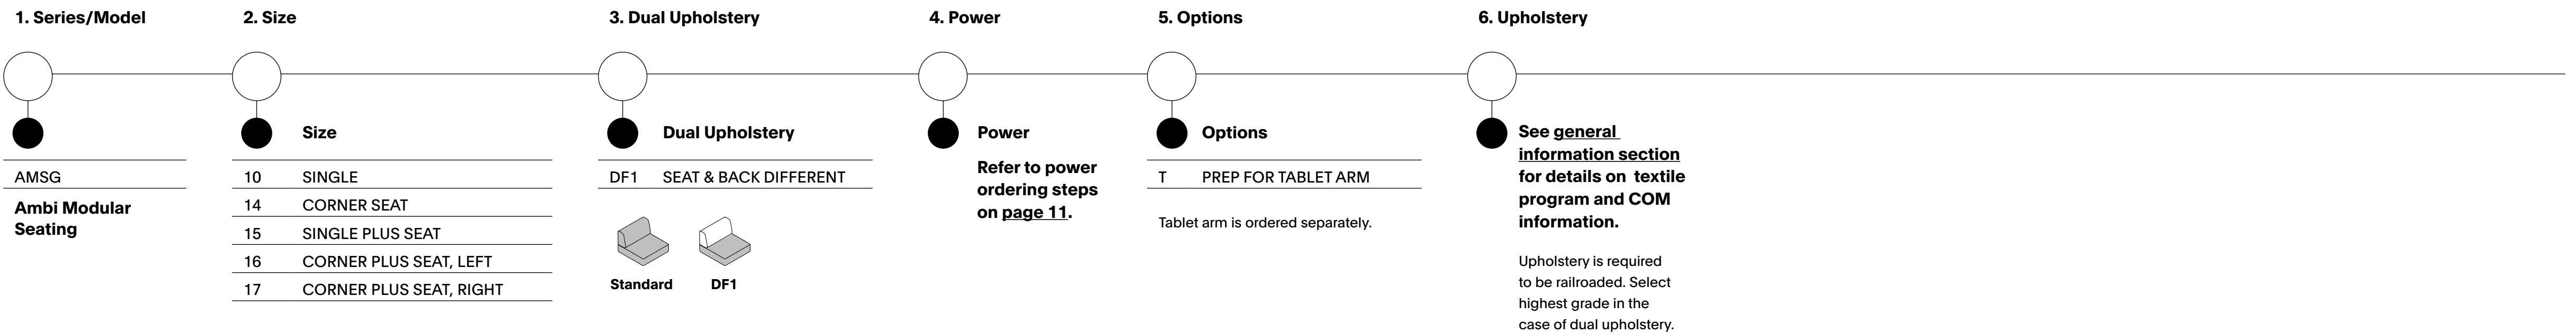 1. Series/Model
2. Size
3. Dual Upholstery
4. Power
5. Options
6. Upholstery
AMSG
Ambi Modular
Seating
Size
10 SINGLE
14 CORNER SEAT
15 SINGLE PLUS SEAT
16 CORNER PLUS SEAT, LEFT
17 CORNER PLUS SEAT, RIGHT
Dual Upholstery
DF1 SEAT & BACK DIFFERENT
Standard
DF1
Power
Refer to power
ordering steps
on page 11.
Options
T PREP FOR TABLET ARM
Tablet arm is ordered separately.
See general
information section
for details on textile
program and COM
information.
Upholstery is required
to be railroaded. Select
highest grade in the
case of dual upholstery.